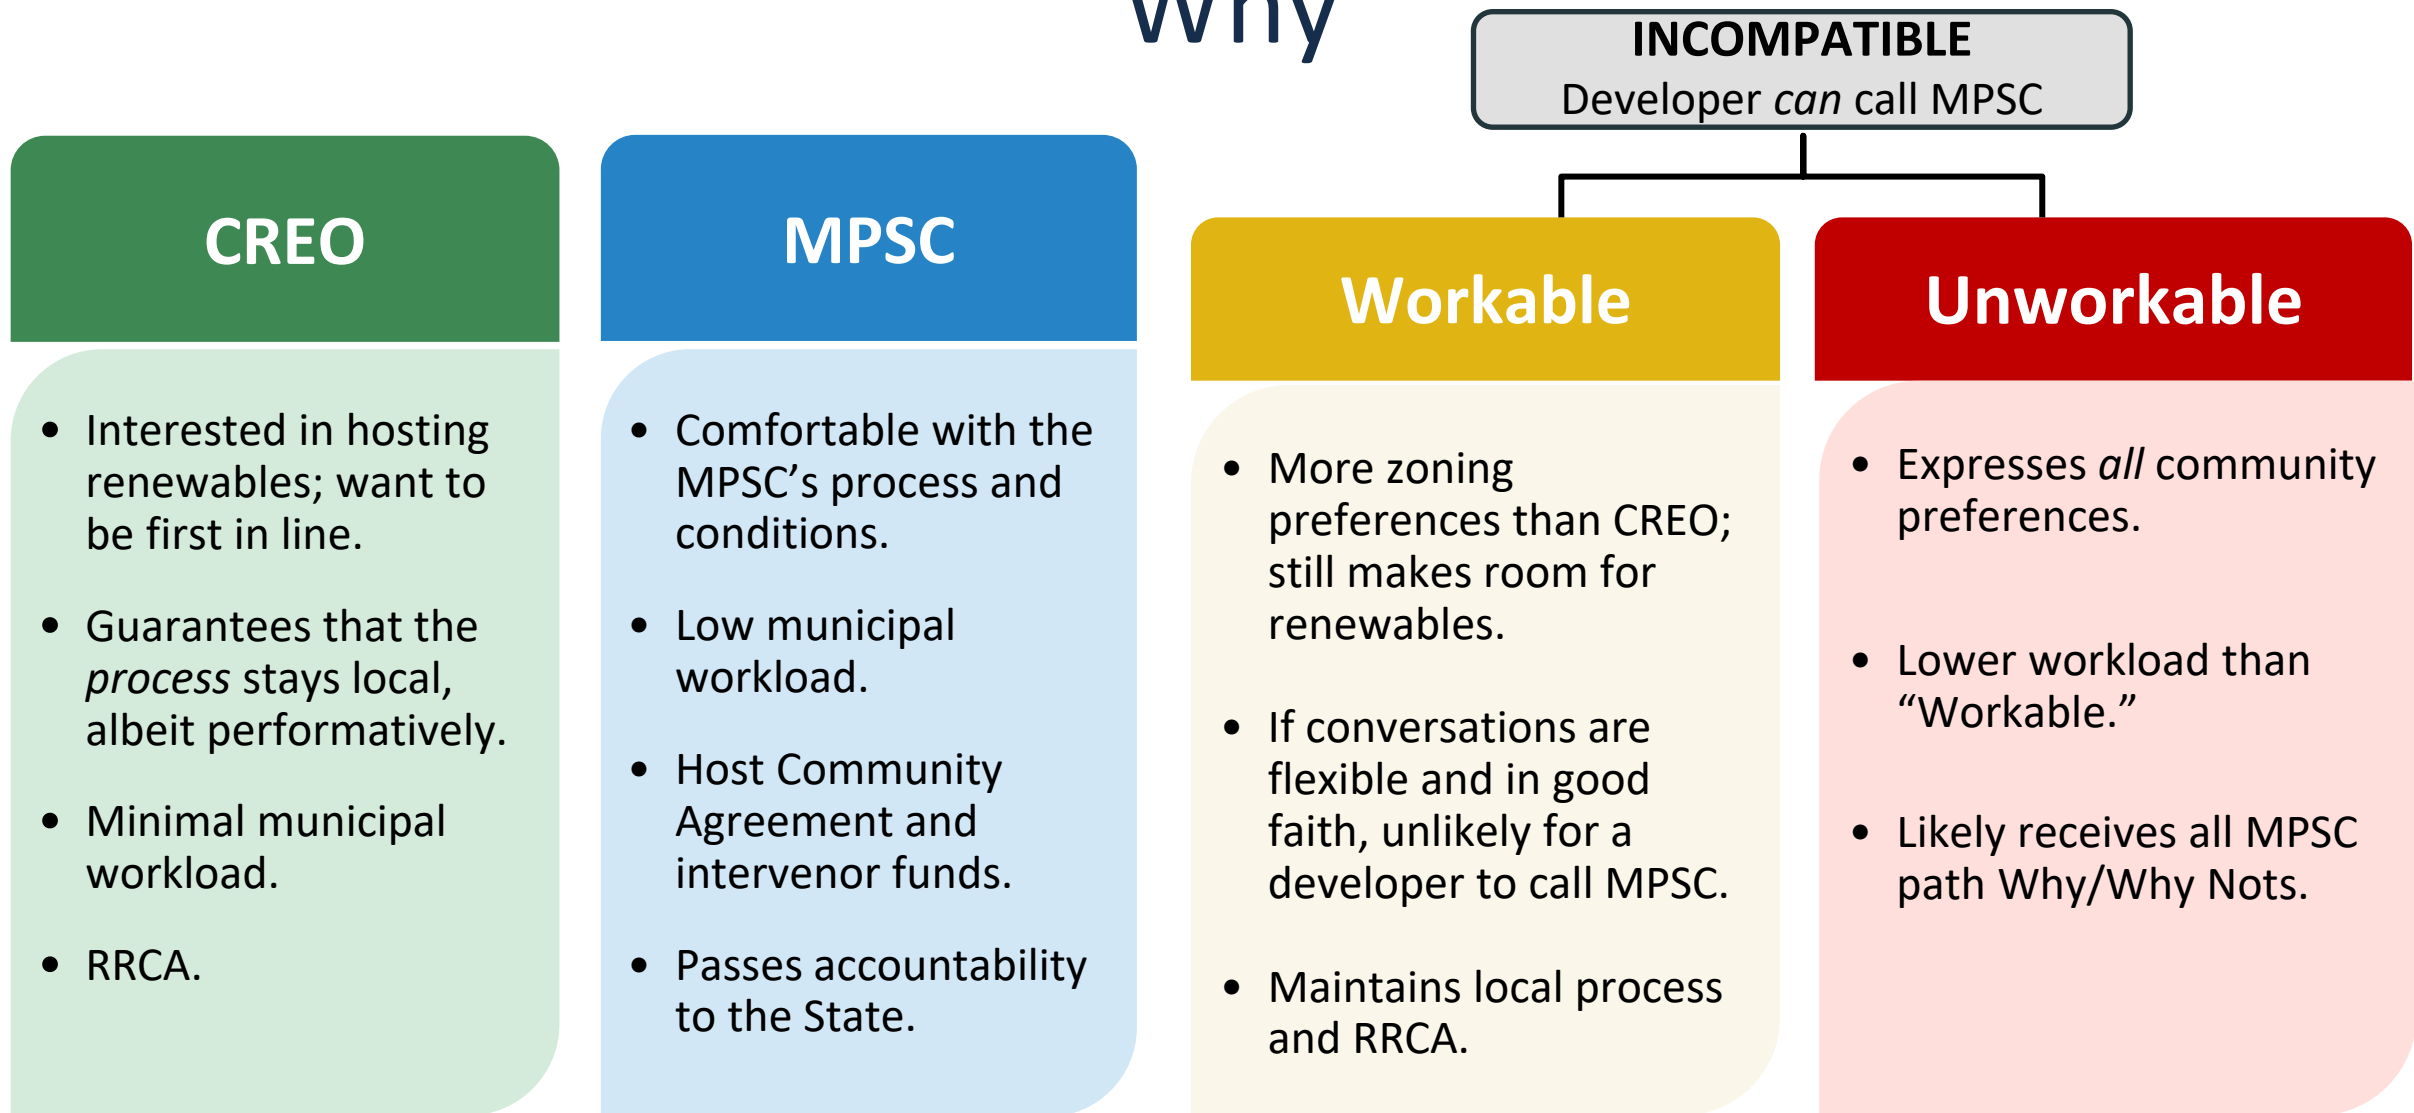 Why
INCOMPATIBLE
Developer can call MPSC
CREO
• Interested in hosting
renewables; want to
be first in line.
• Guarantees that the
process stays local,
albeit performatively.
• Minimal municipal
workload.
• RRCA.
MPSC
• Comfortable with the
MPSC’s process and
conditions.
• Low municipal
workload.
• Host Community
Agreement and
intervenor funds.
• Passes accountability
to the State.
Workable
• More zoning
preferences than CREO;
still makes room for
renewables.
• If conversations are
flexible and in good
faith, unlikely for a
developer to call MPSC.
• Maintains local process
and RRCA.
Unworkable
• Expresses all community
preferences.
• Lower workload than
“Workable.”
• Likely receives all MPSC
path Why/Why Nots.